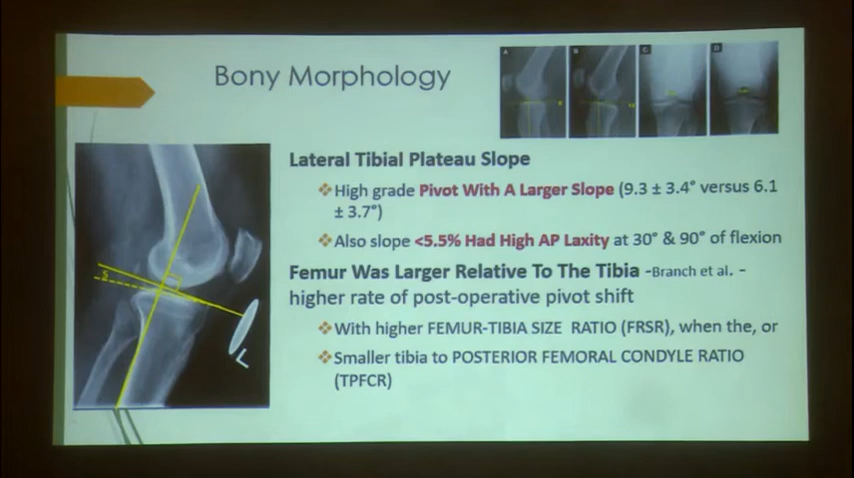 Bony Morphology
A
B
C
D
Lateral Tibial Plateau Slope
High grade Pivot With A Larger Slope (9.3 ± 3.4° versus 6.1
± 3.7°)
Also slope <5.5% Had High AP Laxity at 30° & 90° of flexion
Femur Was Larger Relative To The Tibia -Branch et al. -
higher rate of post-operative pivot shift
With higher FEMUR-TIBIA SIZE RATIO (FRSR), when the, or
Smaller tibia to POSTERIOR FEMORAL CONDYLE RATIO
(TPFCR)
S
L